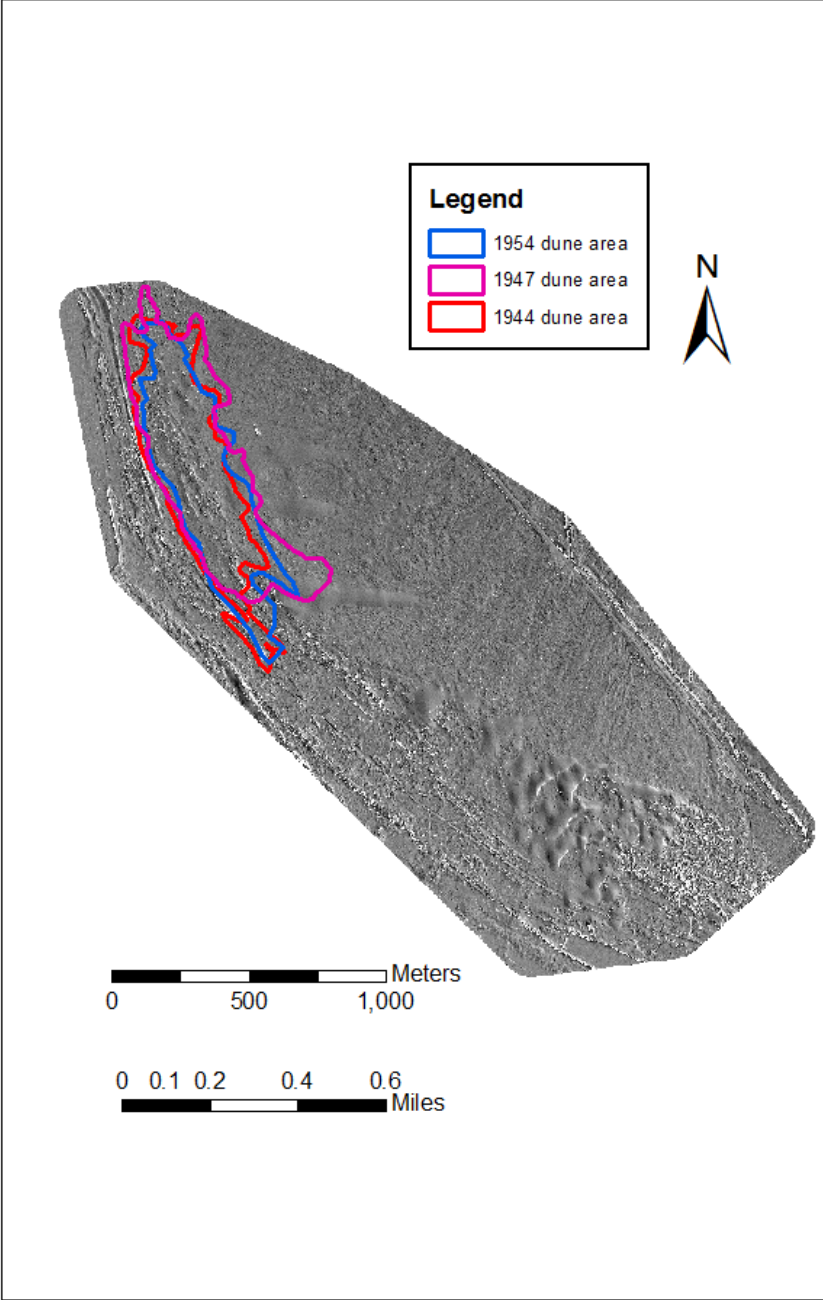 Legend
1954 dune area
1947 dune area
1944 dune area
N
Meters
0 500 1,000
0 0.1 0.2 0.4 0.6
Miles